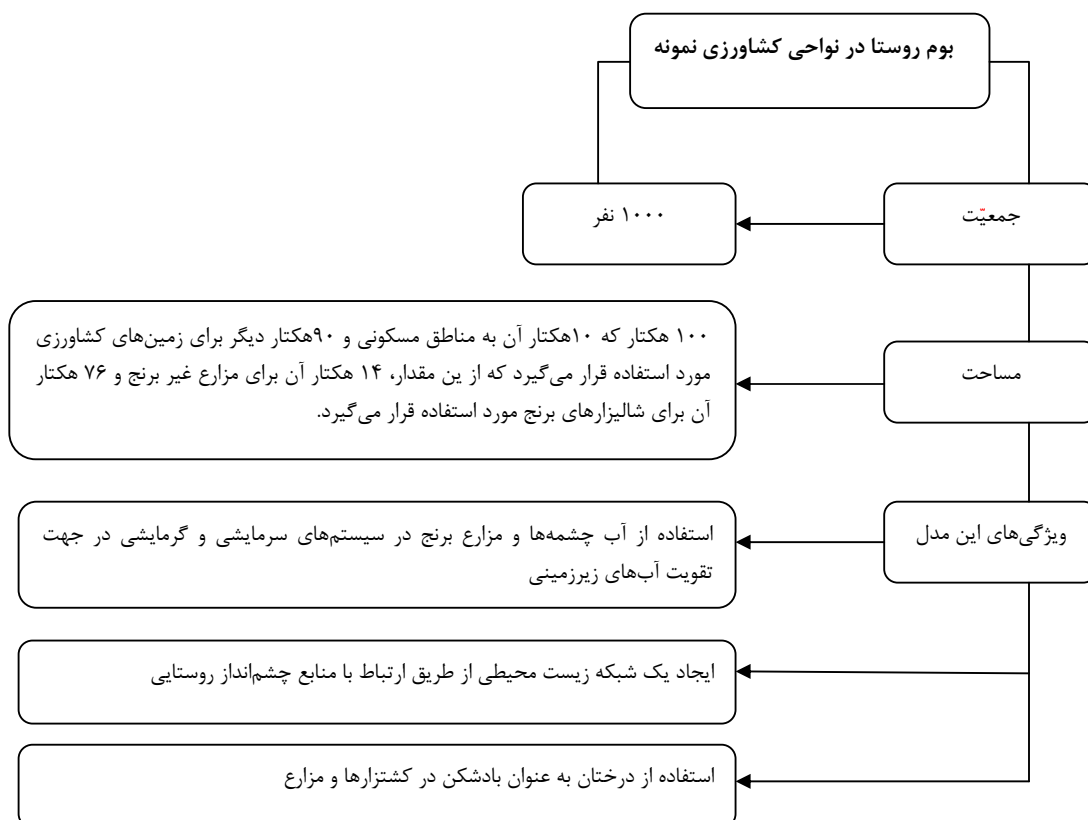 بوم روستا در نواحی کشاورزی نمونه
جمعیّت
۱۰۰۰ نفر
مساحت
۱۰۰ هکتار که ۱۰هکتار آن به مناطق مسکونی و ۹۰هکتار دیگر برای زمین‌های کشاورزی
مورد استفاده قرار می‌گیرد که از ین مقدار، ۱۴ هکتار آن برای مزارع غیر برنج و ۷۶ هکتار
آن برای شالیزارهای برنج مورد استفاده قرار می‌گیرد.
ویژگی‌های این مدل
استفاده از آب چشمه‌ها و مزارع برنج در سیستم‌های سرمایشی و گرمایشی در جهت
تقویت آب‌های زیرزمینی
ایجاد یک شبکه زیست محیطی از طریق ارتباط با منابع چشم‌انداز روستایی
استفاده از درختان به عنوان بادشکن در کشتزارها و مزارع